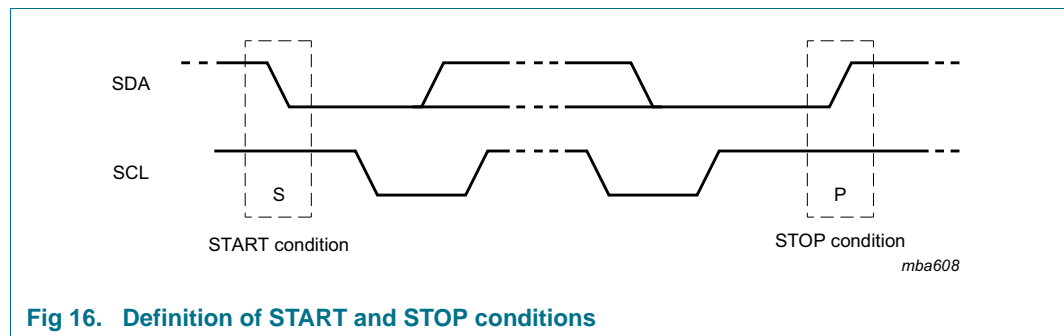 SDA
SCL
S
P
START condition
STOP condition
mba608
Fig 16. Definition of START and STOP conditions